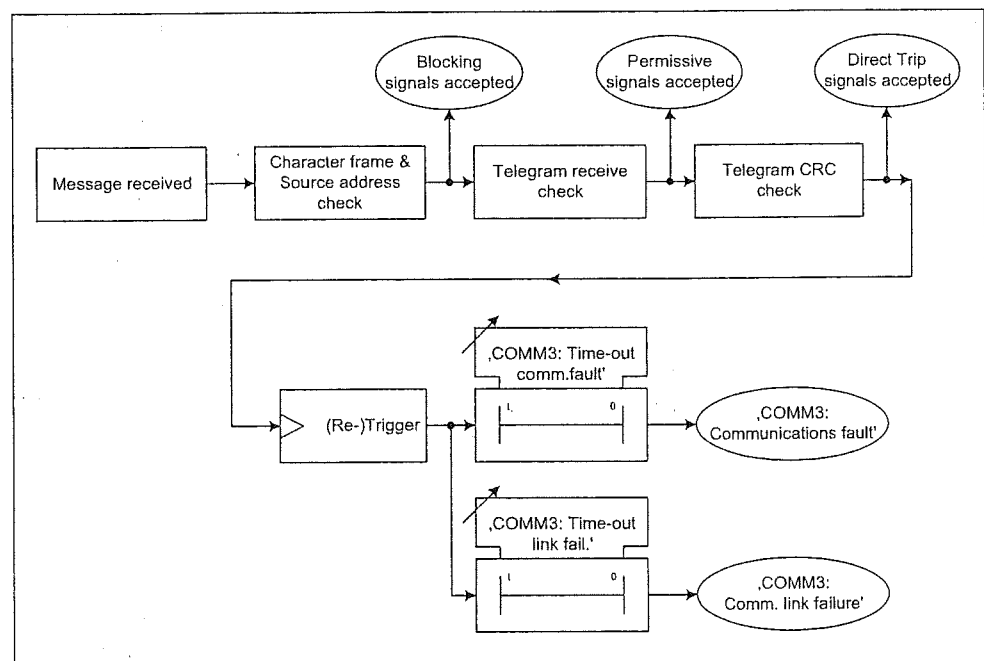 Blocking
signals accepted
Permissive
signals accepted
Direct Trip
signals accepted
Message received
Character frame &
Source address
check
Telegram receive
check
Telegram CRC
check
(Re-)Trigger
‚COMM3: Time-out
comm.fault'
t
0
‚COMM3:
Communications fault'
‚COMM3: Time-out
link fail.'
t
0
‚COMM3:
Comm. link failure'